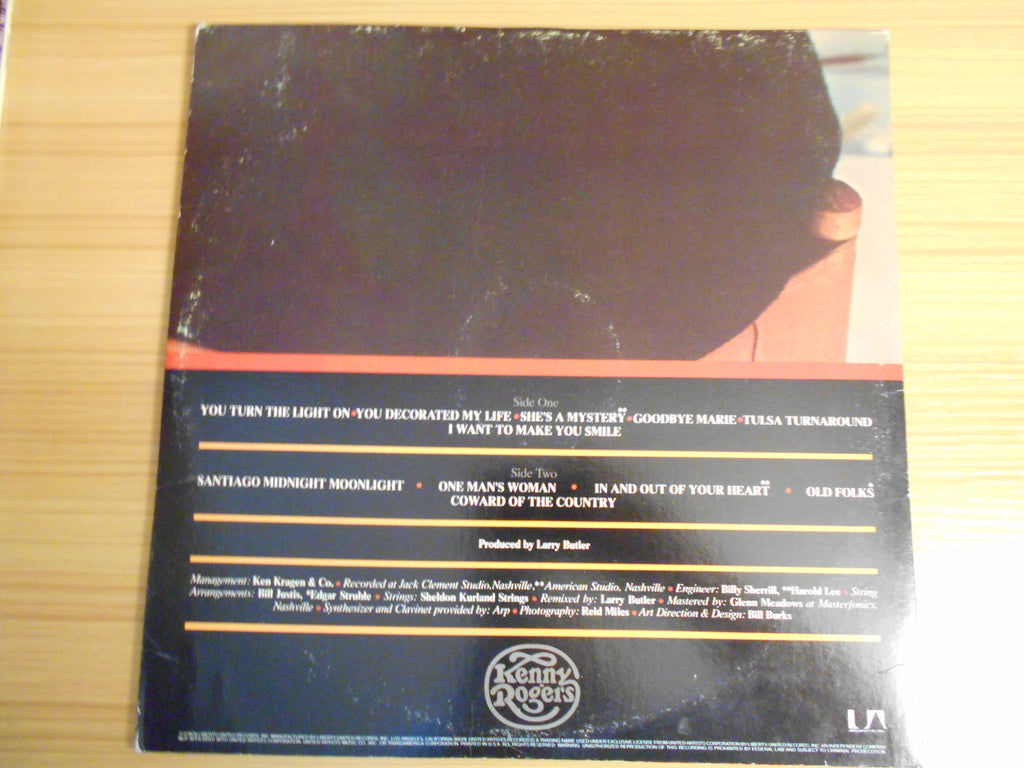 Side One
YOU TURN THE LIGHT ON • YOU DECORATED MY LIFE • SHE'S A MYSTERY** • GOODBYE MARIE • TULSA TURNAROUND
I WANT TO MAKE YOU SMILE
Side Two
SANTIAGO MIDNIGHT MOONLIGHT • ONE MAN'S WOMAN • IN AND OUT OF YOUR HEART** • OLD FOLKS*
COWARD OF THE COUNTRY
Produced by Larry Butler
Management: Ken Kragen & Co. • Recorded at Jack Clement Studio, Nashville, **American Studio, Nashville • Engineer: Billy Sherrill, **Harold Lee • String
Arrangements: Bill Justis, *Edgar Struble • Strings: Sheldon Kurland Strings • Remixed by: Larry Butler • Mastered by: Glenn Meadows at Masterfonics,
Nashville • Synthesizer and Clavinet provided by: Arp • Photography: Reid Miles • Art Direction & Design: Bill Burks
Kenny
Rogers
UA